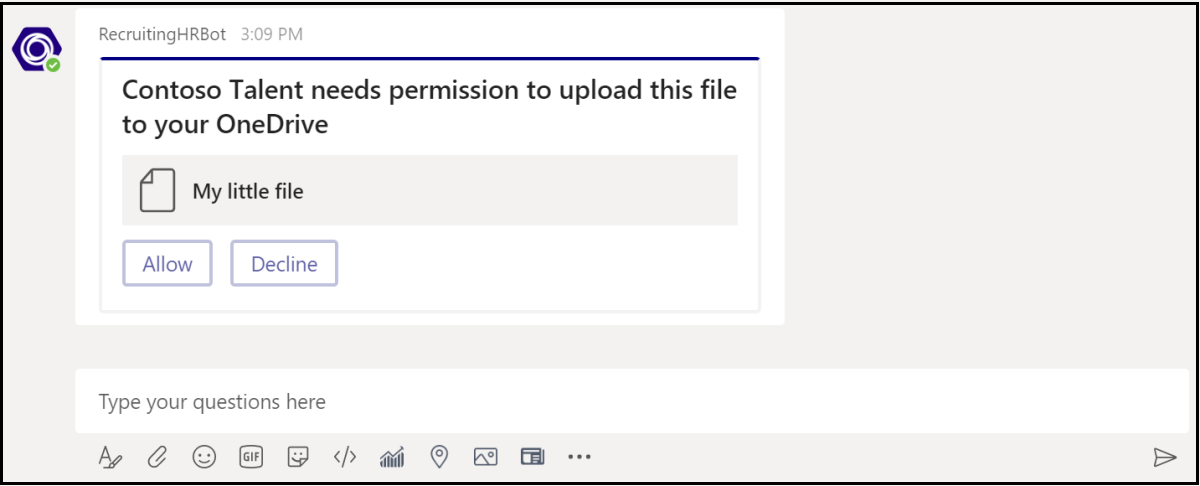 RecruitingHRBot 3:09 PM
Contoso Talent needs permission to upload this file
to your OneDrive
My little file
Allow Decline
Type your questions here
GIF